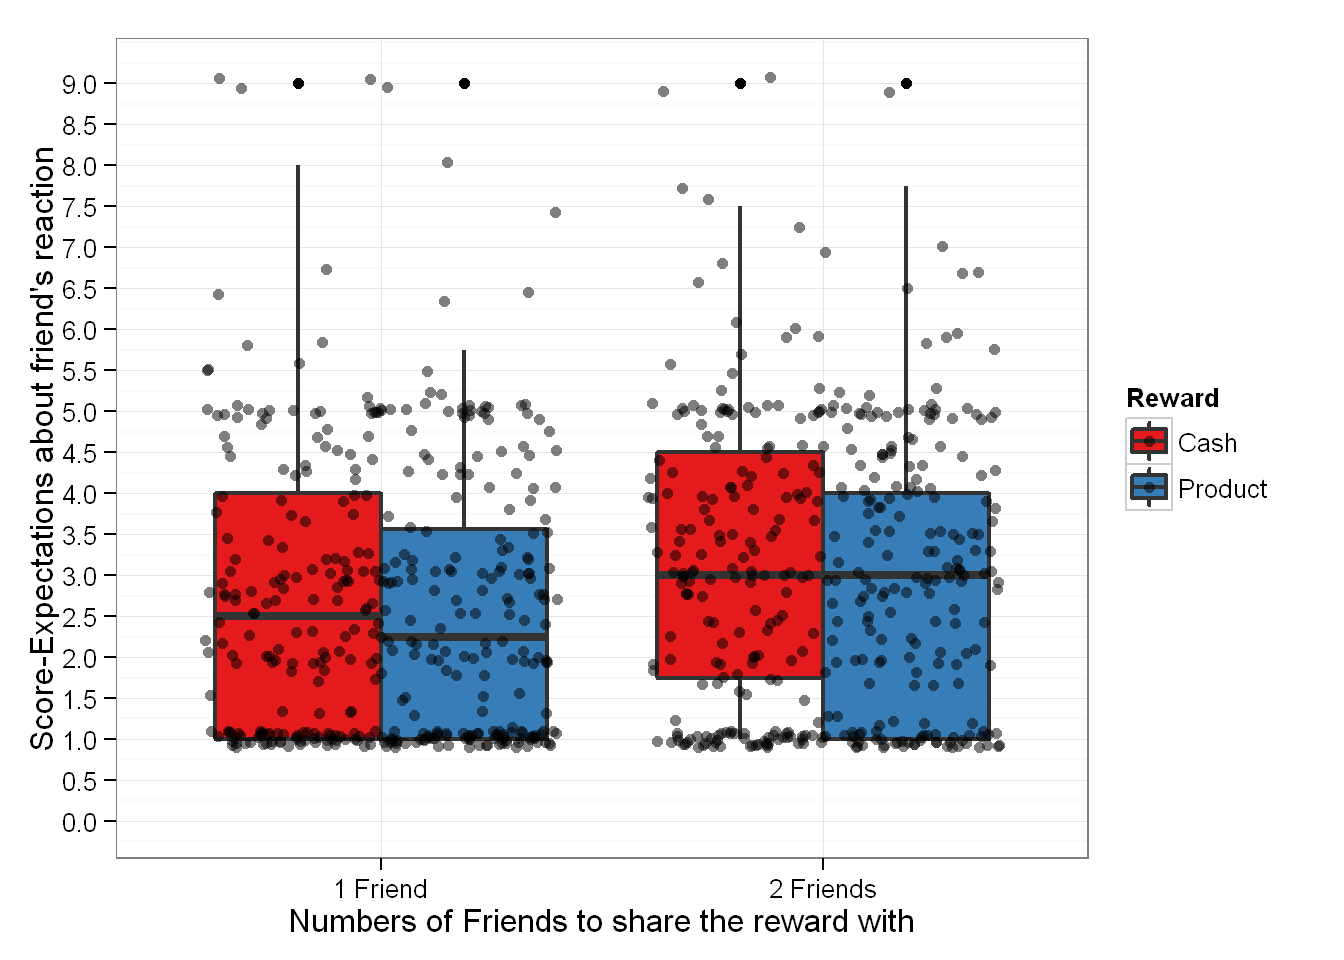 9.0
8.5
8.0
7.5
7.0
6.5
6.0
5.5
5.0
4.5
4.0
3.5
3.0
2.5
2.0
1.5
1.0
0.5
0.0
Score-Expectations about friend's reaction
1 Friend
2 Friends
Numbers of Friends to share the reward with
Reward
Cash
Product